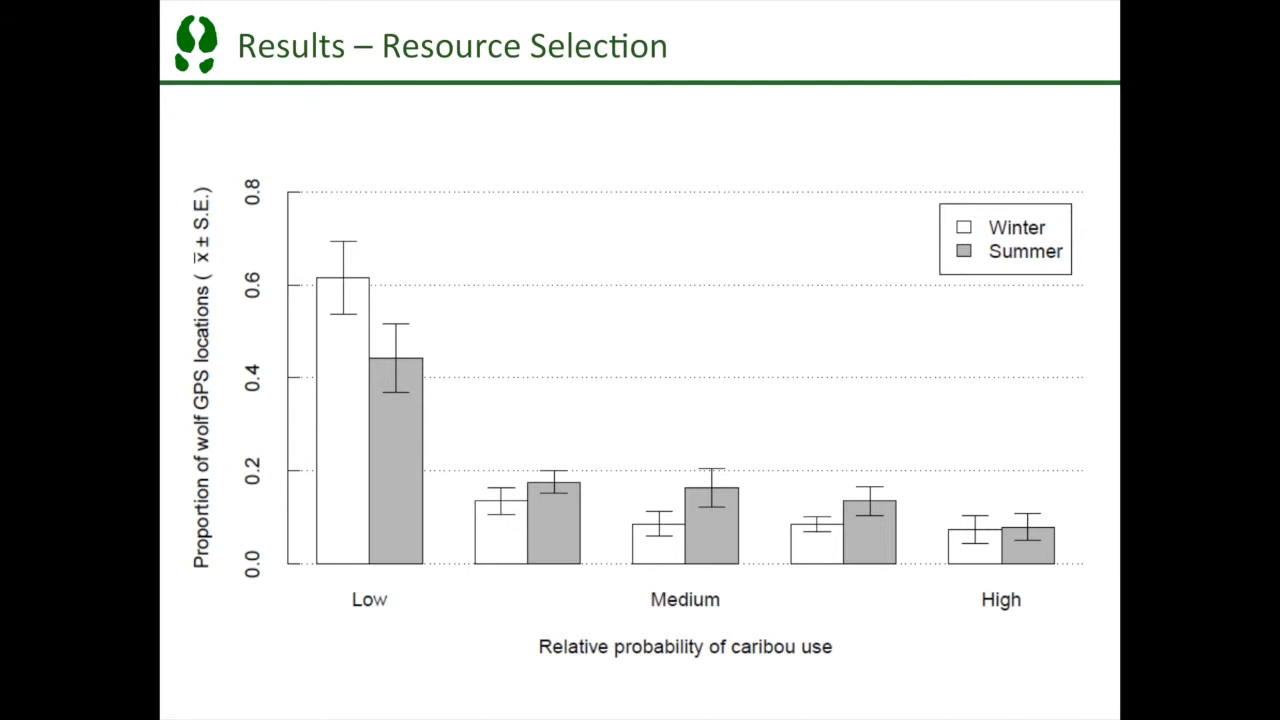 Results – Resource Selection
Proportion of wolf GPS locations ( x̅ ± S.E.)
0.8
0.6
0.4
0.2
0.0
Winter
Summer
Low
Medium
High
Relative probability of caribou use